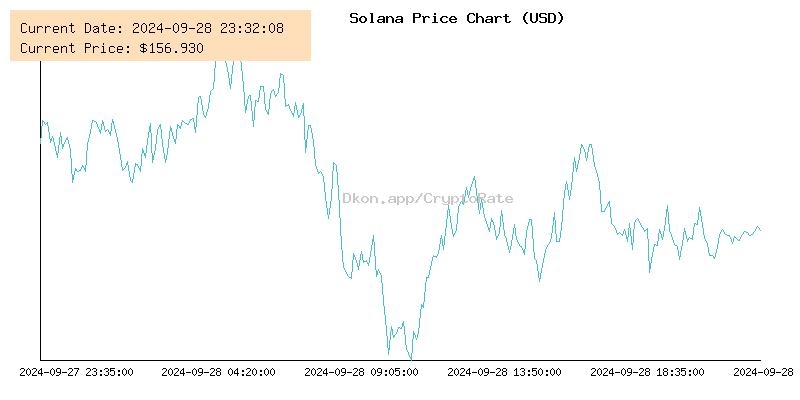 Solana Price Chart (USD)
Current Date: 2024-09-28 23:32:08
Current Price: $156.930
Dkon.app/CryptoRate
2024-09-27 23:35:00 2024-09-28 04:20:00 2024-09-28 09:05:00 2024-09-28 13:50:00 2024-09-28 18:35:00 2024-09-28